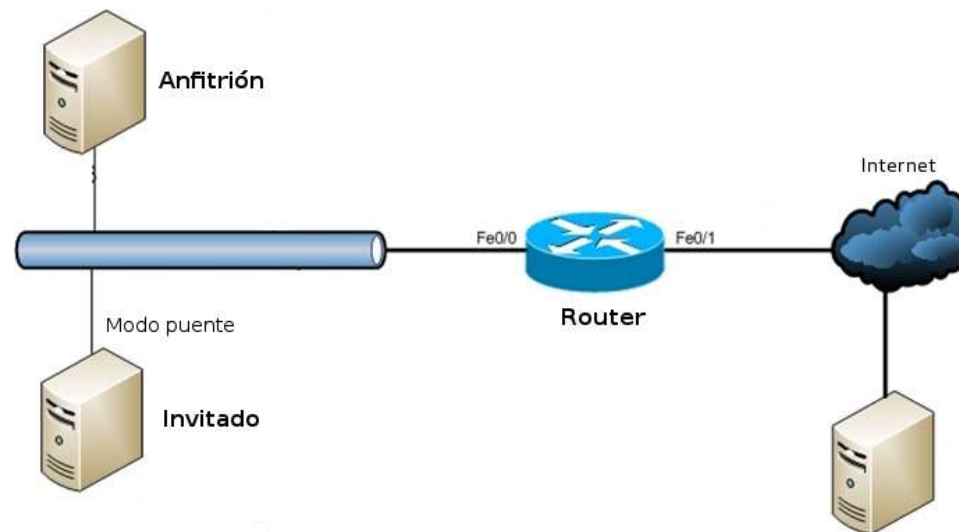 Anfitrión
Internet
Fe0/0
Fe0/1
Router
Modo puente
Invitado